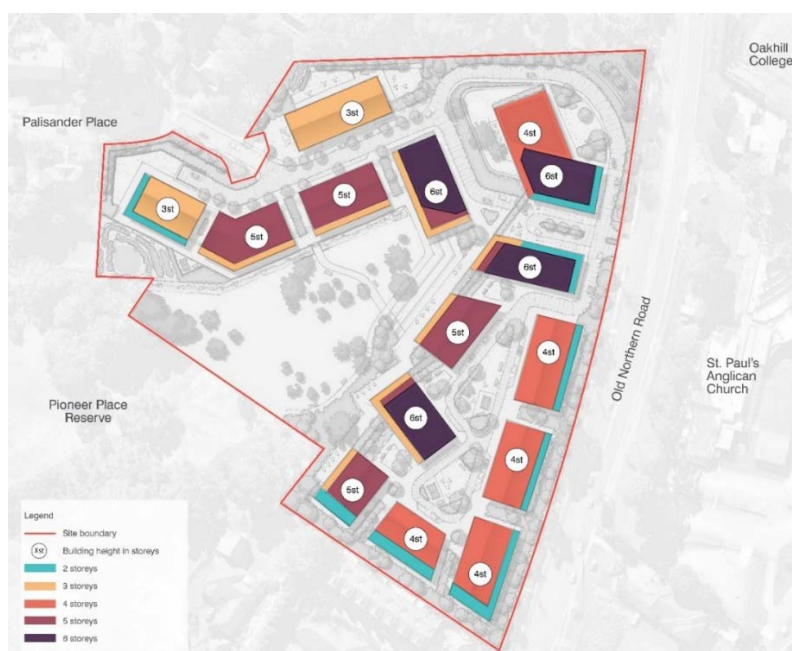 Oakhill
College
Palisander Place
3st
4st
6st
6st
3st
5st
5st
6st
5st
4st
Old Northern Road
St. Paul's
Anglican
Church
Pioneer Place
Reserve
6st
4st
5st
4st
4st
Legend
Site boundary
Xst
Building height in storeys
2 storeys
3 storeys
4 storeys
5 storeys
6 storeys